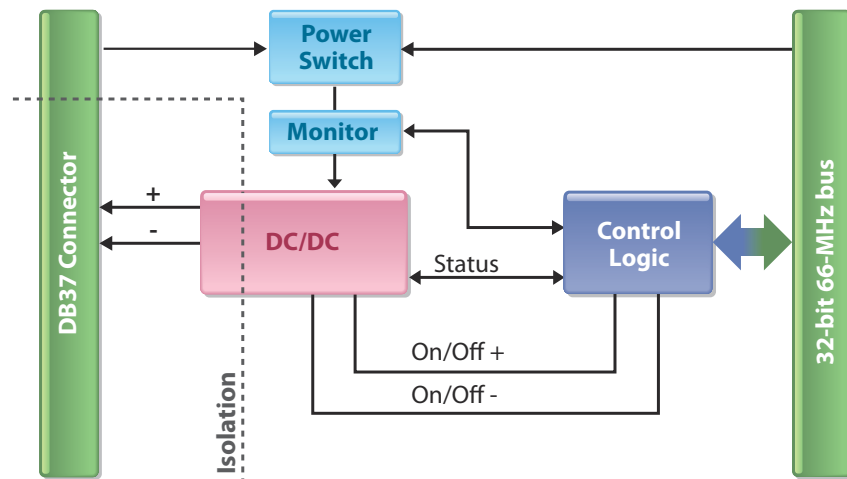 Power
Switch
Monitor
DB37 Connector
+
-
DC/DC
Control
Logic
Status
32-bit 66-MHz bus
On/Off +
On/Off -
Isolation